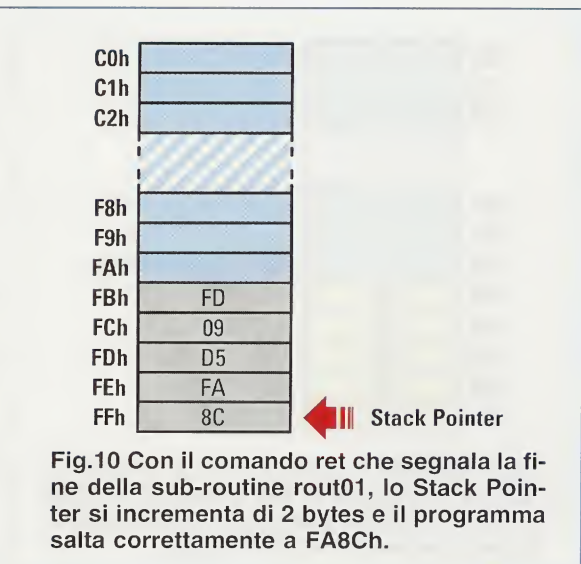 C0h
C1h
C2h
F8h
F9h
FAh
FBh FD
FCh 09
FDh D5
FEh FA
FFh 8C Stack Pointer
Fig.10 Con il comando ret che segnala la fi-
ne della sub-routine rout01, lo Stack Poin-
ter si incrementa di 2 bytes e il programma
salta correttamente a FA8Ch.